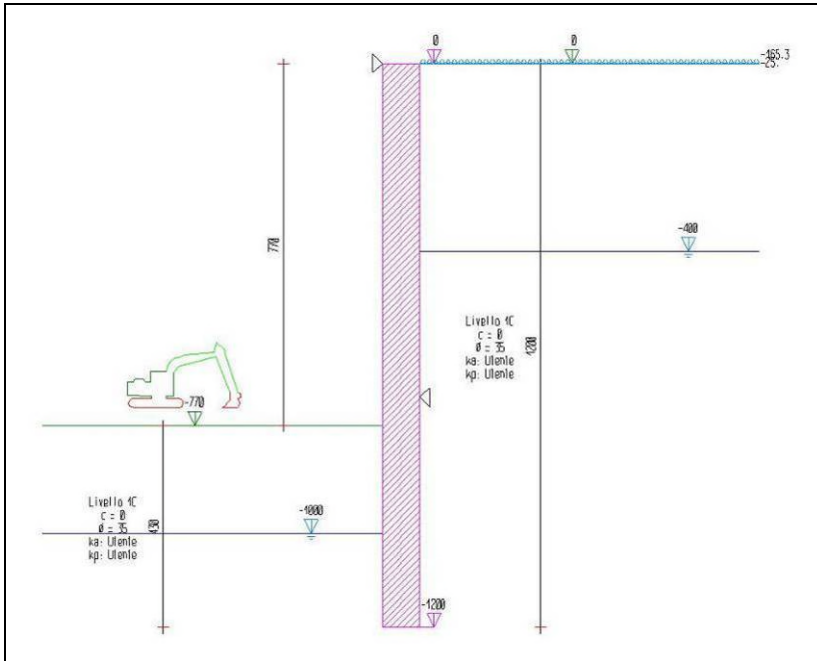 0
0
-165.3
-25.
770
-400
Livello 1C
c = 0
Ø = 35
ka: Utente
kp: Utente
1200
-770
Livello 1C
c = 0
Ø = 35
ka: Utente
kp: Utente
430
-1000
-1200